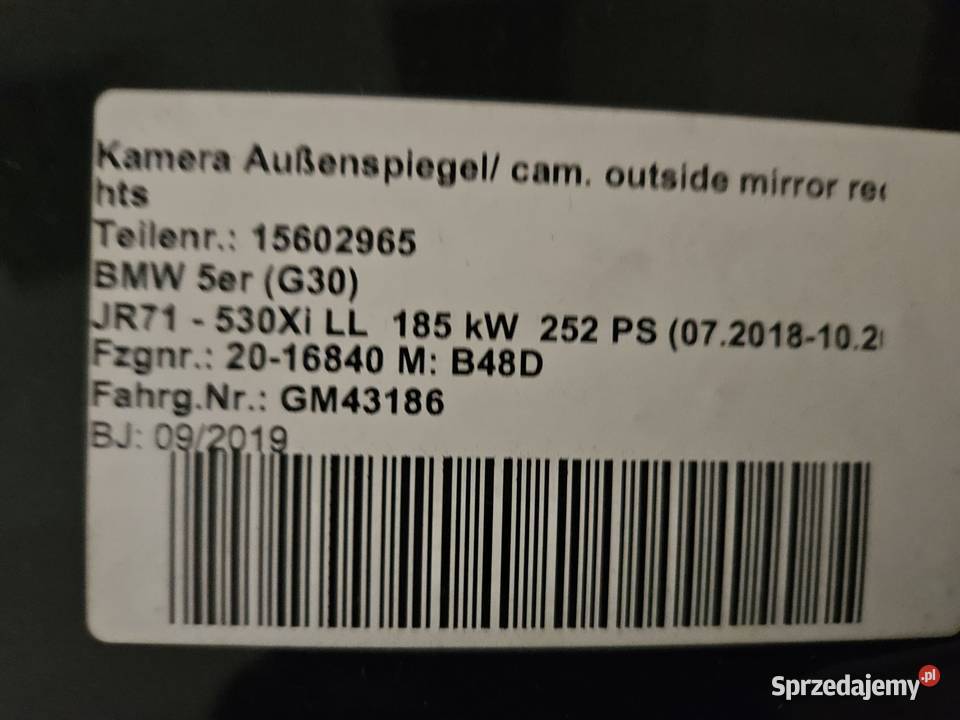 Kamera Außenspiegel/ cam. outside mirror rec
hts
Teilenr.: 15602965
BMW 5er (G30)
JR71 - 530Xi LL 185 kW 252 PS (07.2018-10.2
Fzgnr.: 20-16840 M: B48D
Fahrg.Nr.: GM43186
BJ: 09/2019
Sprzedajemy.pl